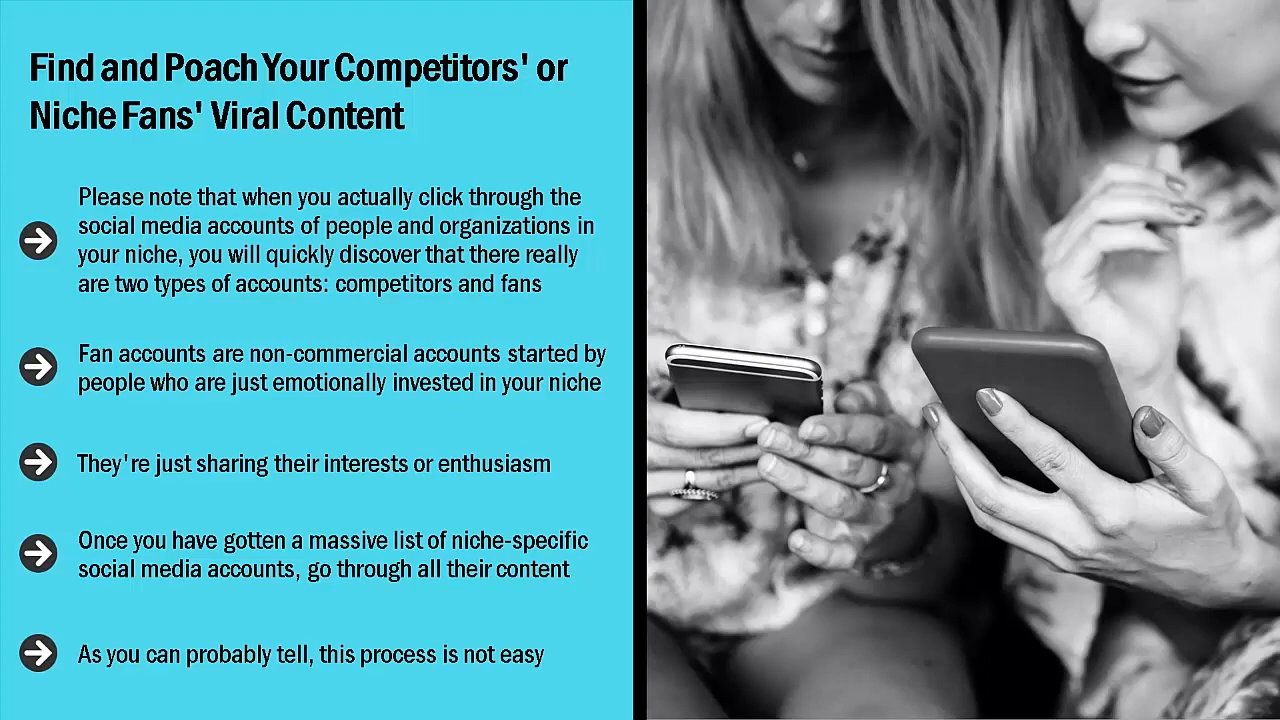 Find and Poach Your Competitors' or
Niche Fans' Viral Content
Please note that when you actually click through the
social media accounts of people and organizations in
your niche, you will quickly discover that there really
are two types of accounts: competitors and fans
Fan accounts are non-commercial accounts started by
people who are just emotionally invested in your niche
They're just sharing their interests or enthusiasm
Once you have gotten a massive list of niche-specific
social media accounts, go through all their content
As you can probably tell, this process is not easy